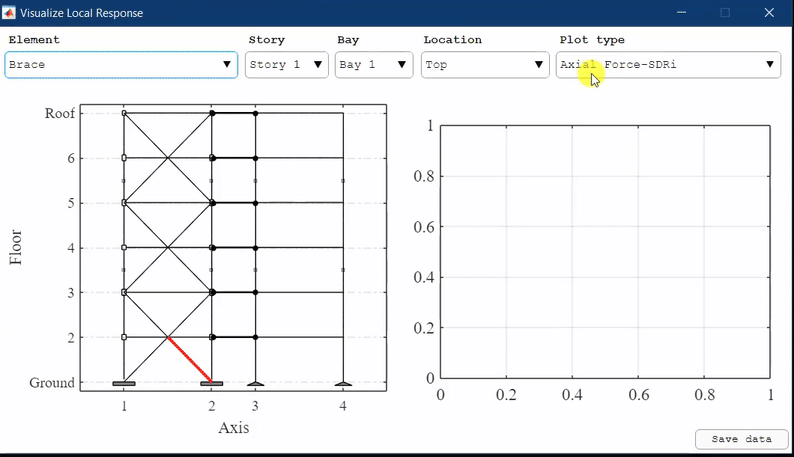 Visualize Local Response
Element Story Bay Location Plot type
Brace Story 1 Bay 1 Top Axial Force-SDRi
Roof
6
5
4
3
2
Ground
Floor
1 2 3 4
Axis
1
0.8
0.6
0.4
0.2
0
0 0.2 0.4 0.6 0.8 1
Save data